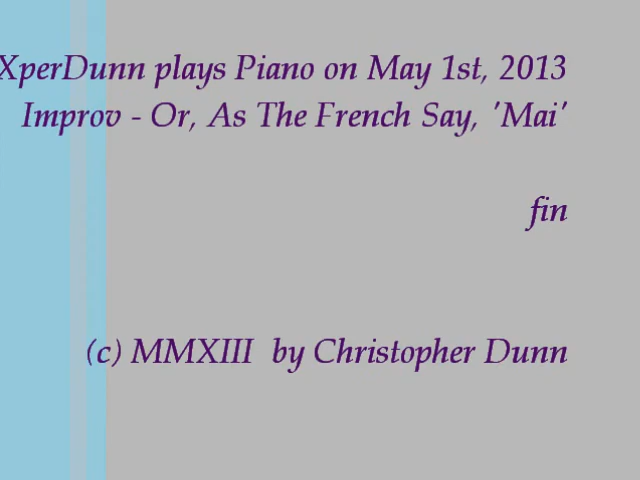 XperDunn plays Piano on May 1st, 2013
Improv - Or, As The French Say, 'Mai'
fin
(c) MMXIII  by Christopher Dunn